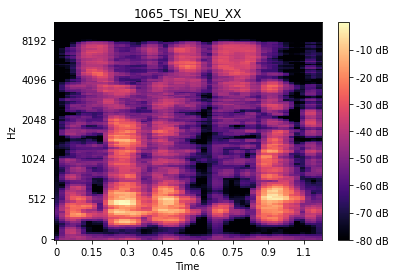 1065_TSI_NEU_XX
8192
4096
2048
1024
512
0
Hz
0 0.15 0.3 0.45 0.6 0.75 0.9 1.1
Time
-10 dB
-20 dB
-30 dB
-40 dB
-50 dB
-60 dB
-70 dB
-80 dB